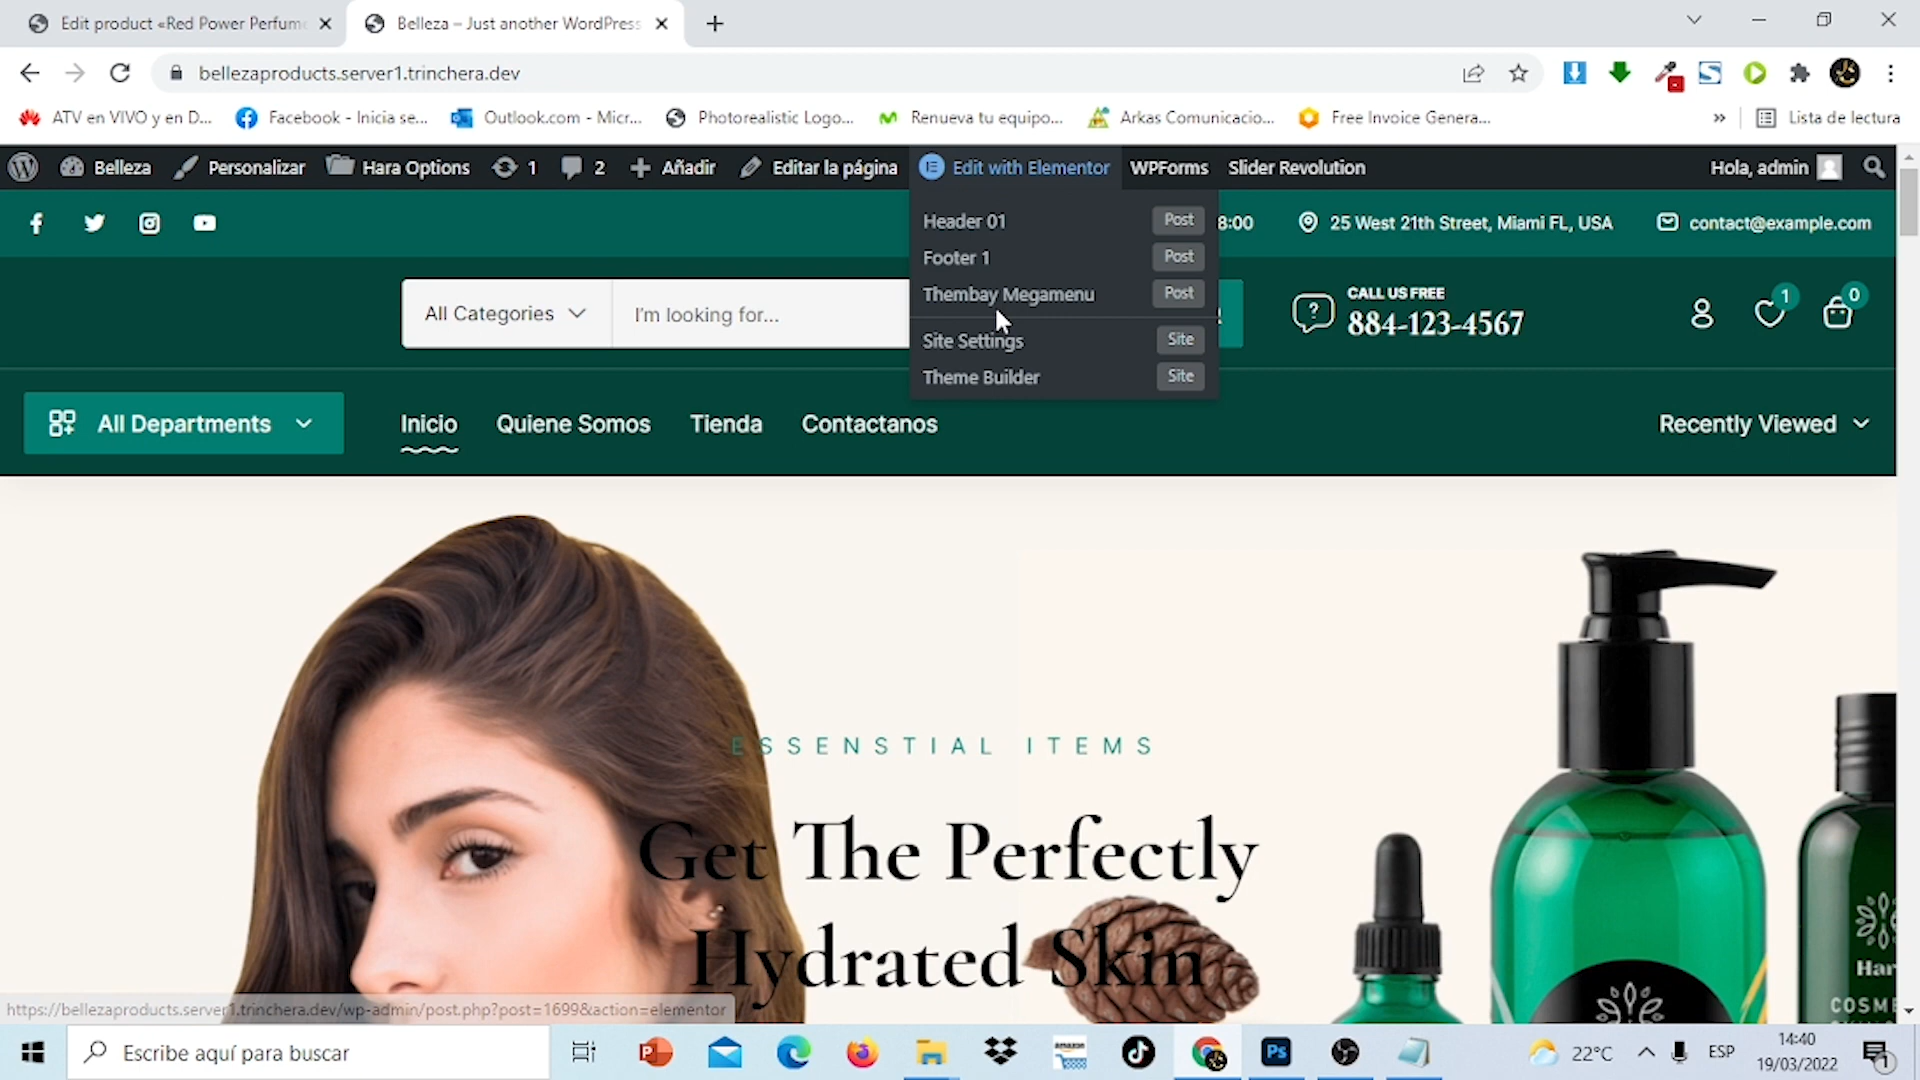 Edit product «Red Power Perfum
Belleza – Just another WordPress
bellezaproducts.server1.trinchera.dev
ATV en VIVO y en D...
Facebook - Inicia se...
Outlook.com - Micr...
Photorealistic Logo...
Renueva tu equipo...
Arkas Comunicacio...
Free Invoice Genera...
»
Lista de lectura
Belleza
Personalizar
Hara Options
1
2
Añadir
Editar la página
Edit with Elementor
WPForms
Slider Revolution
Hola, admin
Header 01 Post
Footer 1 Post
Thembay Megamenu Post
Site Settings Site
Theme Builder Site
8:00
25 West 21th Street, Miami FL, USA
contact@example.com
All Categories
I'm looking for...
CALL US FREE
884-123-4567
1
0
All Departments
Inicio
Quiene Somos
Tienda
Contactanos
Recently Viewed
ESSENSTIAL ITEMS
Get The Perfectly
Hydrated Skin
Har
COSME
https://bellezaproducts.server1.trinchera.dev/wp-admin/post.php?post=1699&action=elementor
Escribe aquí para buscar
amazon
Ps
22°C
ESP
14:40
19/03/2022
1